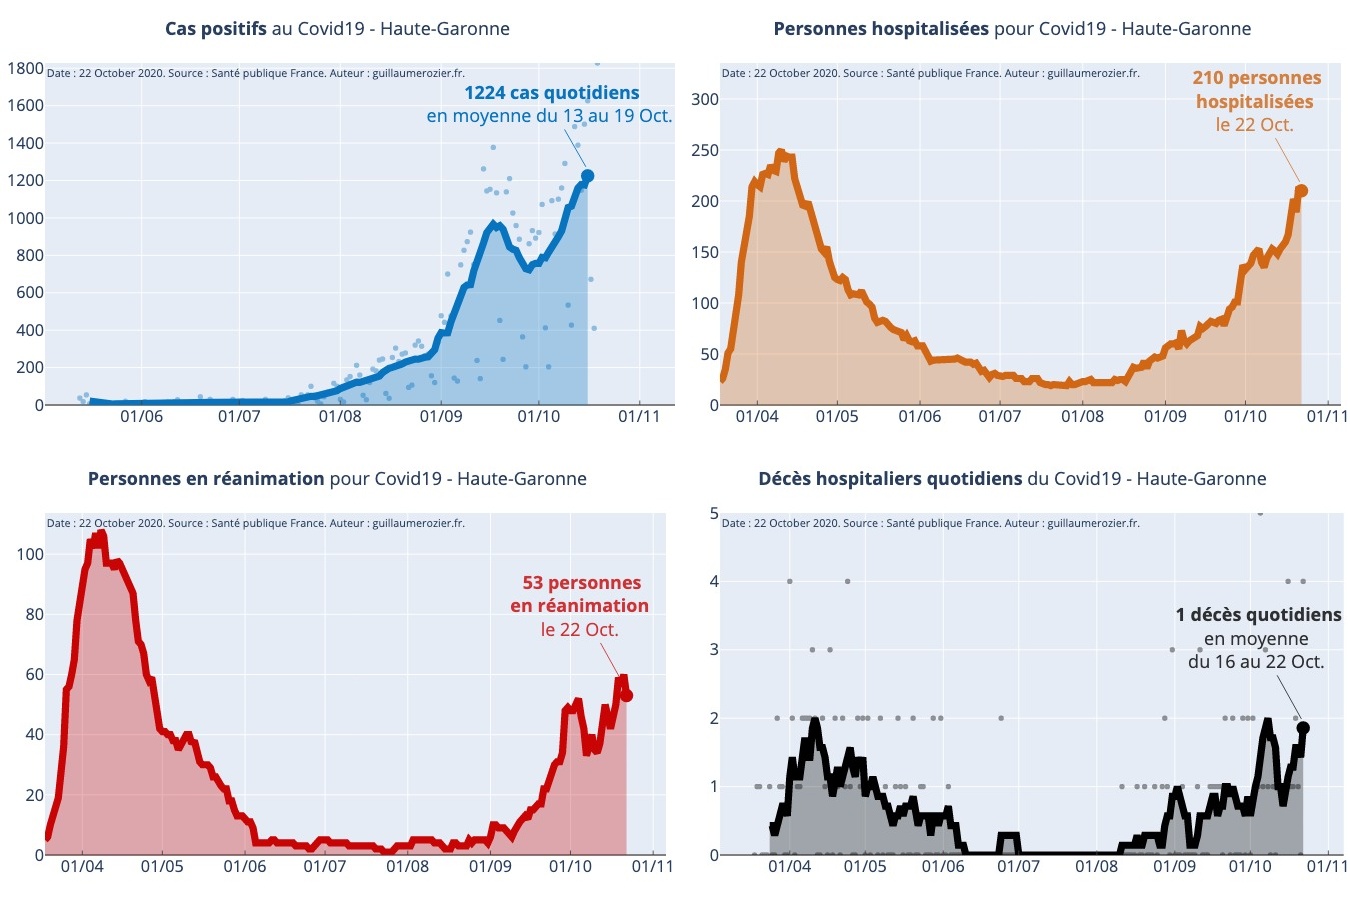 Cas positifs au Covid19 - Haute-Garonne
Date : 22 October 2020. Source : Santé publique France. Auteur : guillaumerozier.fr.
1224 cas quotidiens
en moyenne du 13 au 19 Oct.
1800
1600
1400
1200
1000
800
600
400
200
0
01/06 01/07 01/08 01/09 01/10 01/11
Personnes hospitalisées pour Covid19 - Haute-Garonne
Date : 22 October 2020. Source : Santé publique France. Auteur : guillaumerozier.fr.
210 personnes
hospitalisées
le 22 Oct.
300
250
200
150
100
50
0
01/04 01/05 01/06 01/07 01/08 01/09 01/10 01/11
Personnes en réanimation pour Covid19 - Haute-Garonne
Date : 22 October 2020. Source : Santé publique France. Auteur : guillaumerozier.fr.
53 personnes
en réanimation
le 22 Oct.
100
80
60
40
20
0
01/04 01/05 01/06 01/07 01/08 01/09 01/10 01/11
Décès hospitaliers quotidiens du Covid19 - Haute-Garonne
Date : 22 October 2020. Source : Santé publique France. Auteur : guillaumerozier.fr.
1 décès quotidiens
en moyenne
du 16 au 22 Oct.
5
4
3
2
1
0
01/04 01/05 01/06 01/07 01/08 01/09 01/10 01/11